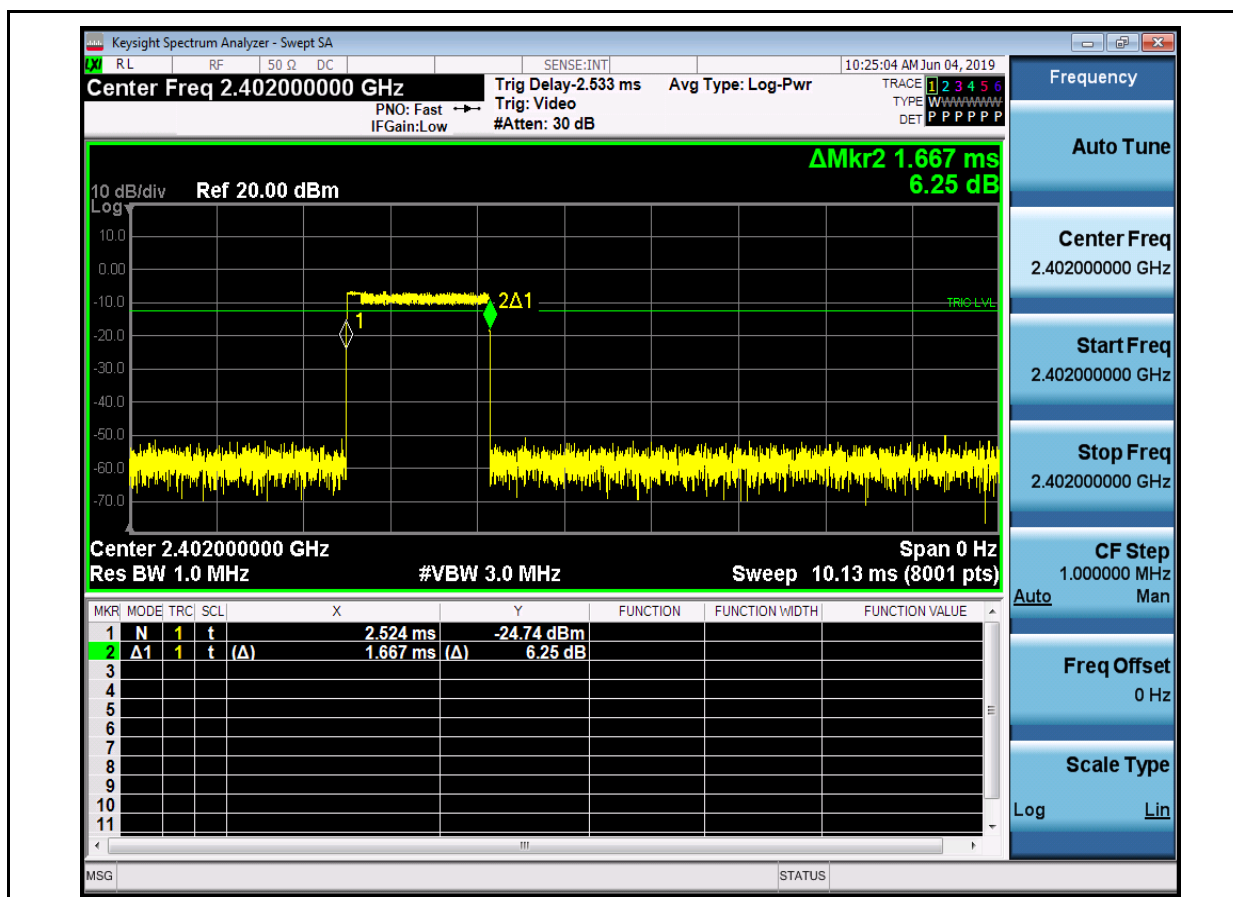 Keysight Spectrum Analyzer - Swept SA
LXI RL RF 50 Ω DC SENSE:INT 10:25:04 AM Jun 04, 2019
Center Freq 2.402000000 GHz
PNO: Fast
IFGain:Low
Trig Delay-2.533 ms
Trig: Video
#Atten: 30 dB
Avg Type: Log-Pwr
TRACE 1 2 3 4 5 6
TYPE WWWWWW
DET P P P P P P
ΔMkr2 1.667 ms
6.25 dB
10 dB/div Ref 20.00 dBm
Log
10.0
0.00
-10.0
-20.0
-30.0
-40.0
-50.0
-60.0
-70.0
1
2Δ1
TRIG LVL
Center 2.402000000 GHz Span 0 Hz
Res BW 1.0 MHz #VBW 3.0 MHz Sweep 10.13 ms (8001 pts)
MKR MODE TRC SCL X Y FUNCTION FUNCTION WIDTH FUNCTION VALUE
1 N 1 t 2.524 ms -24.74 dBm
2 Δ1 1 t (Δ) 1.667 ms (Δ) 6.25 dB
3
4
5
6
7
8
9
10
11
MSG STATUS
Frequency
Auto Tune
Center Freq
2.402000000 GHz
Start Freq
2.402000000 GHz
Stop Freq
2.402000000 GHz
CF Step
1.000000 MHz
Auto Man
Freq Offset
0 Hz
Scale Type
Log Lin